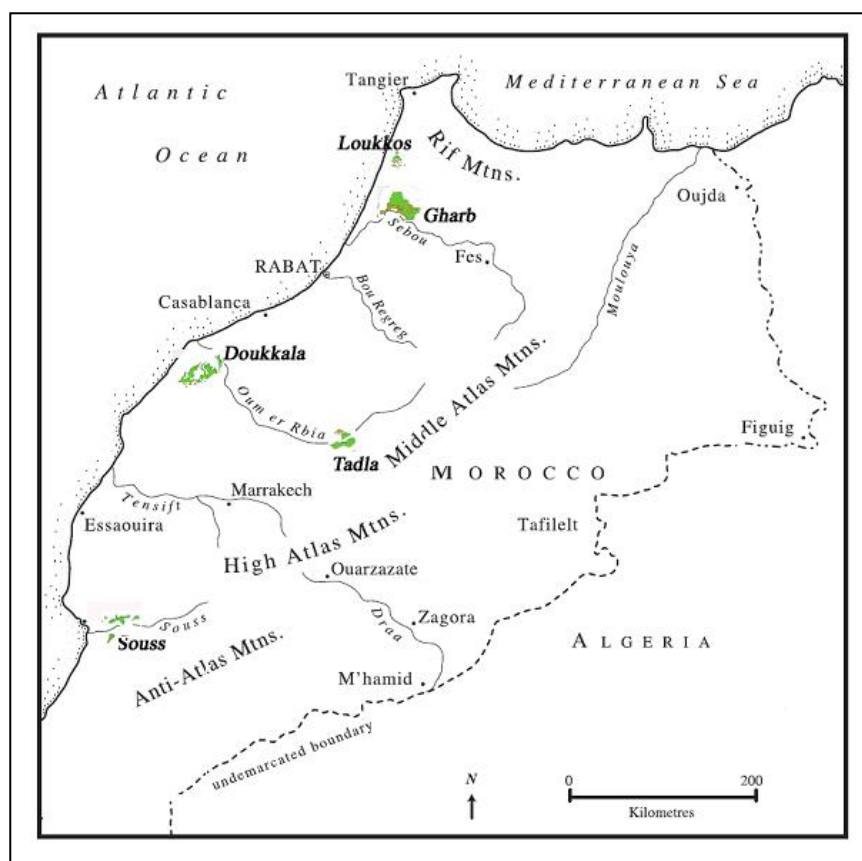 Tangier
Mediterranean Sea
Atlantic
Ocean
Loukkos
Rif Mtns.
Gharb
Sebou
Oujda
Fes
RABAT
Bou Regreg
Moulouya
Casablanca
Doukkala
Oum er Rbia
Middle Atlas Mtns.
Figuig
Tadla
MOROCCO
Marrakech
Tensift
Essaouira
Tafilelt
High Atlas Mtns.
Ouarzazate
Draa
Zagora
Souss
Souss
ALGERIA
Anti-Atlas Mtns.
M'hamid
undemarcated boundary
N
0
200
Kilometres